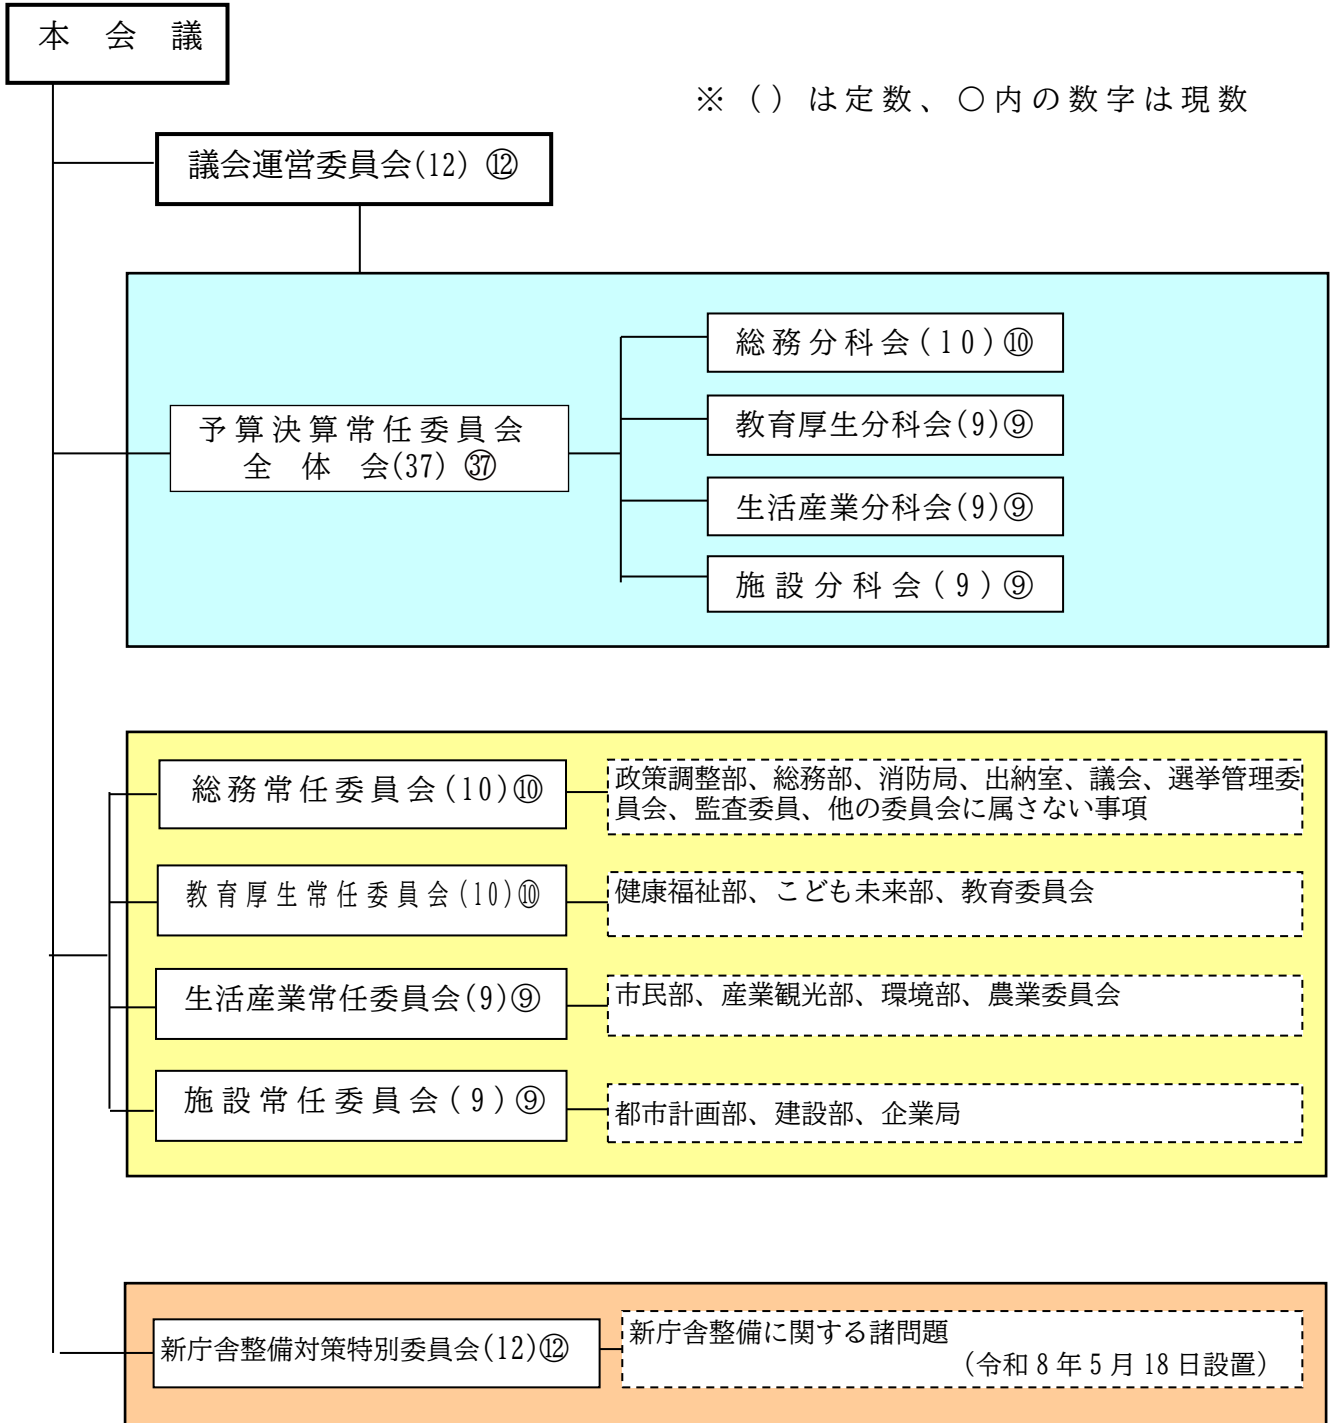 本　会　議
※（）は定数、○内の数字は現数
議会運営委員会(12) ⑫
総務分科会(10)⑩
教育厚生分科会(9)⑨
予算決算常任委員会
全　体　会(37) ㊲
生活産業分科会(9)⑨
施設分科会(9)⑨
総務常任委員会(10)⑩
政策調整部、総務部、消防局、出納室、議会、選挙管理委
員会、監査委員、他の委員会に属さない事項
教育厚生常任委員会(10)⑩
健康福祉部、こども未来部、教育委員会
生活産業常任委員会(9)⑨
市民部、産業観光部、環境部、農業委員会
施設常任委員会(9)⑨
都市計画部、建設部、企業局
新庁舎整備対策特別委員会(12)⑫
新庁舎整備に関する諸問題
（令和8年5月18日設置）